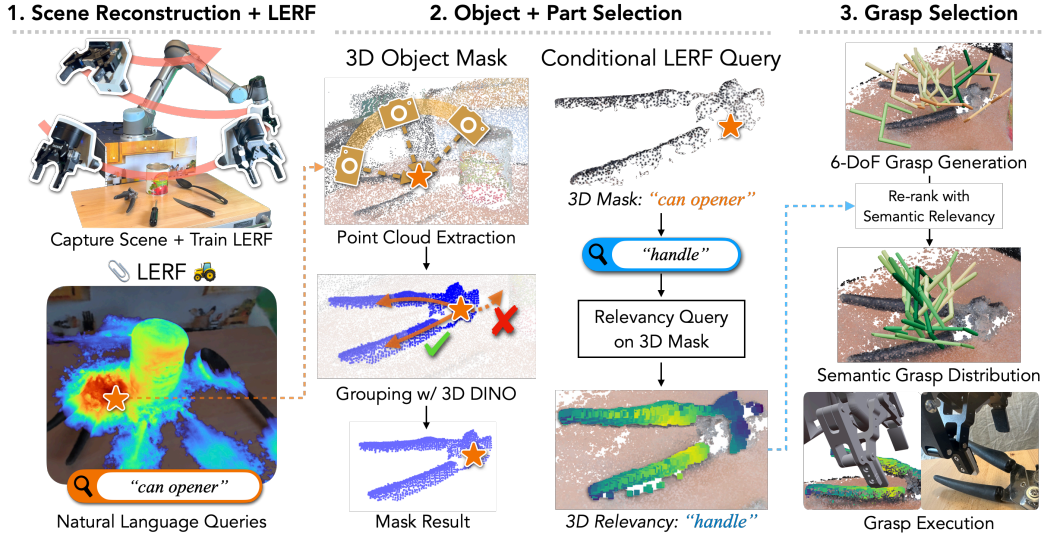 1. Scene Reconstruction + LERF
Capture Scene + Train LERF
LERF
"can opener"
Natural Language Queries
2. Object + Part Selection
3D Object Mask
Point Cloud Extraction
Grouping w/ 3D DINO
Mask Result
Conditional LERF Query
3D Mask: "can opener"
"handle"
Relevancy Query
on 3D Mask
3D Relevancy: "handle"
3. Grasp Selection
6-DoF Grasp Generation
Re-rank with
Semantic Relevancy
Semantic Grasp Distribution
Grasp Execution